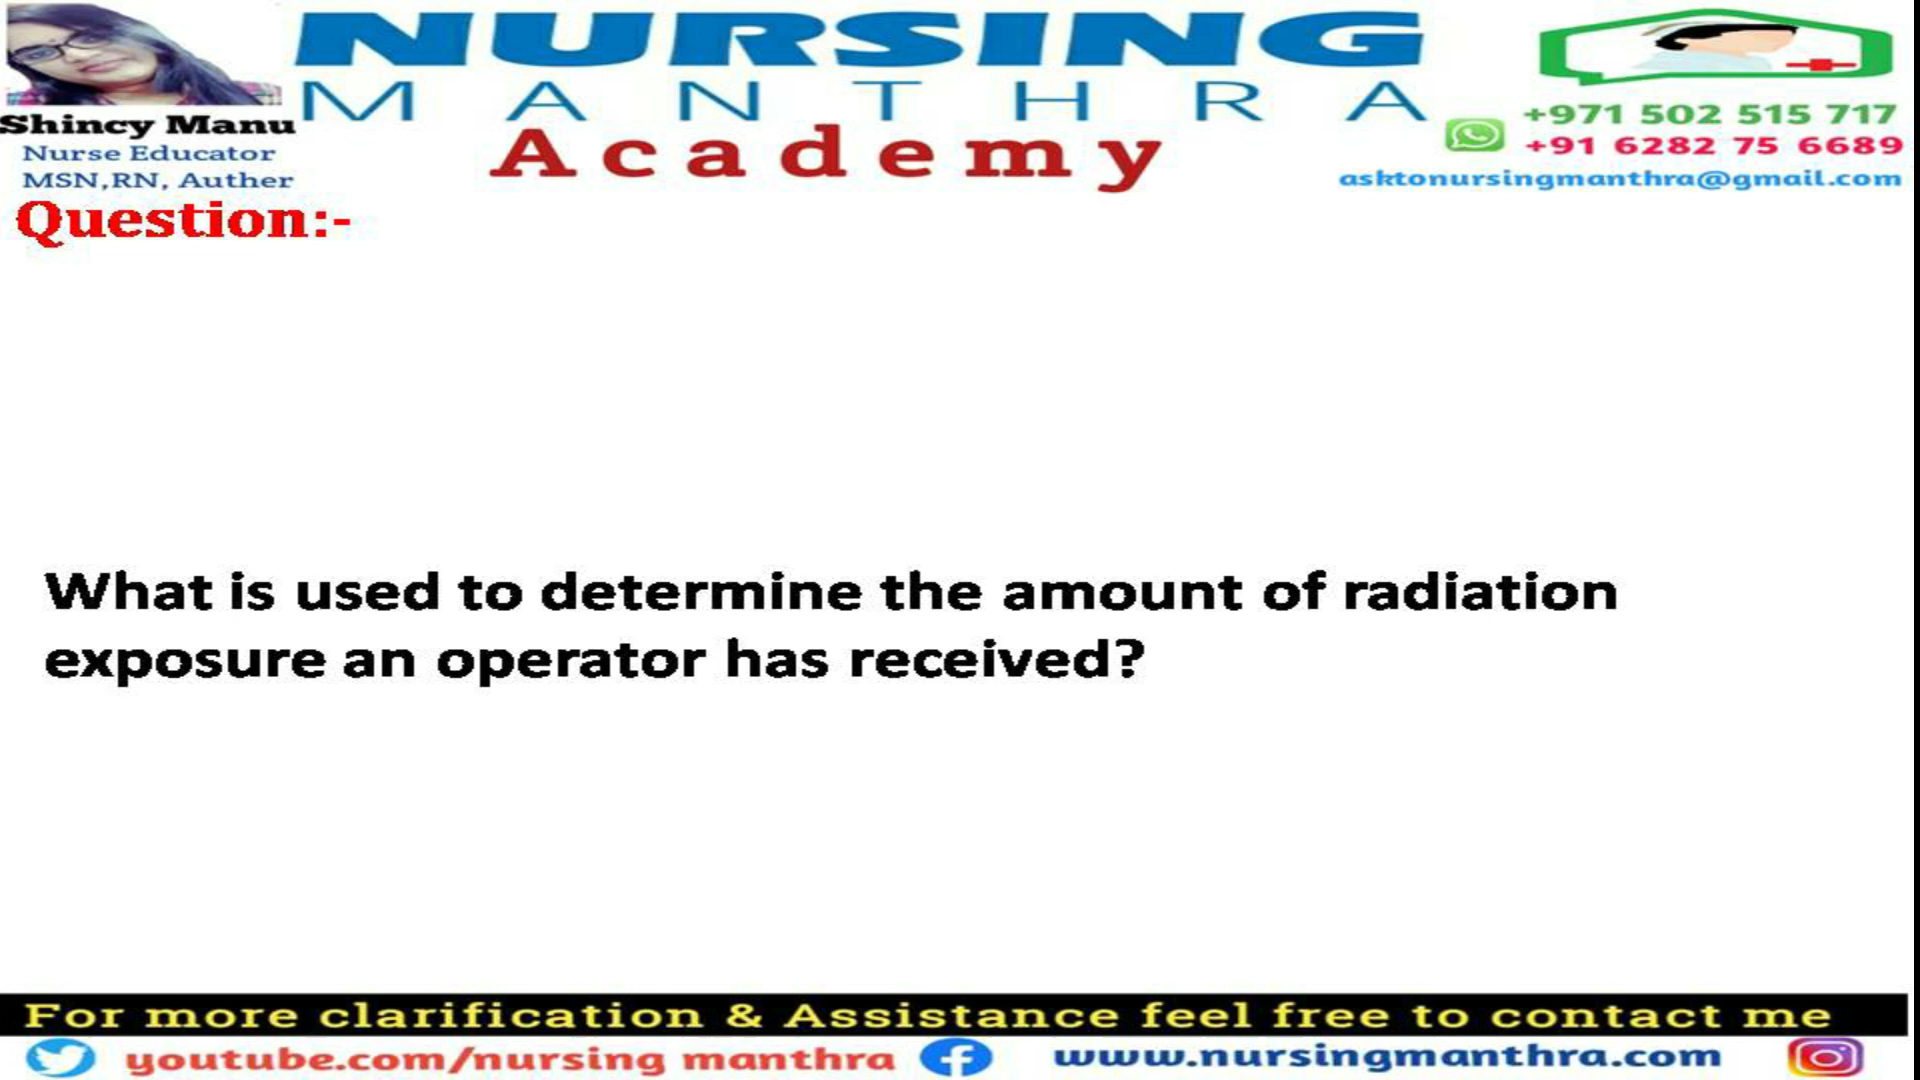 NURSING
MANTHRA
Academy
Shincy Manu
Nurse Educator
MSN,RN, Auther
+971 502 515 717
+91 6282 75 6689
asktonursingmanthra@gmail.com
Question:-
What is used to determine the amount of radiation
exposure an operator has received?
For more clarification & Assistance feel free to contact me
youtube.com/nursing manthra
www.nursingmanthra.com